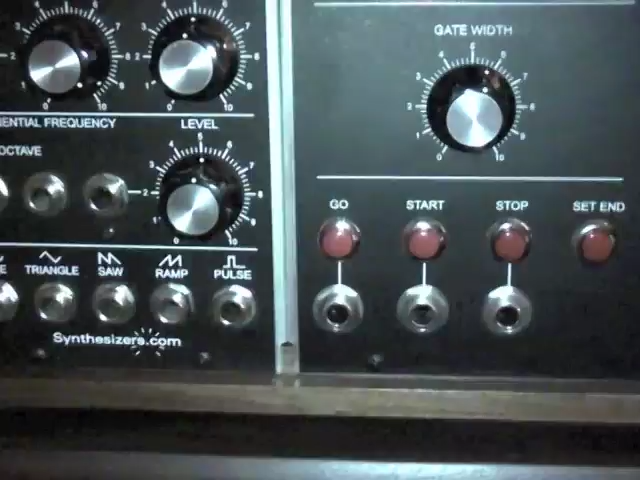 GATE WIDTH
ENTIAL FREQUENCY LEVEL
OCTAVE
GO START STOP SET END
TRIANGLE SAW RAMP PULSE
Synthesizers.com